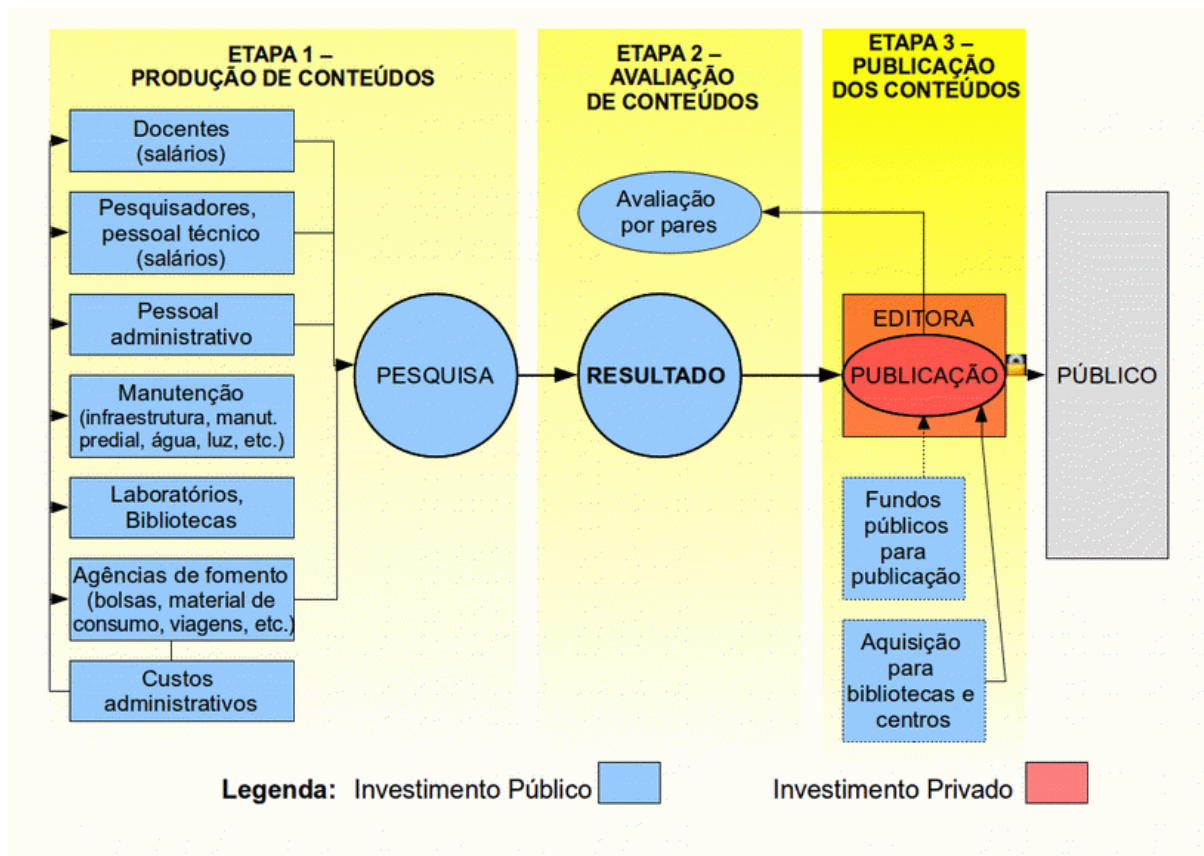 ETAPA 1 –
PRODUÇÃO DE CONTEÚDOS
Docentes
(salários)
Pesquisadores,
pessoal técnico
(salários)
Pessoal
administrativo
Manutenção
(infraestrutura, manut.
predial, água, luz, etc.)
Laboratórios,
Bibliotecas
Agências de fomento
(bolsas, material de
consumo, viagens, etc.)
Custos
administrativos
PESQUISA
ETAPA 2 –
AVALIAÇÃO
DE CONTEÚDOS
Avaliação
por pares
RESULTADO
ETAPA 3 –
PUBLICAÇÃO
DOS CONTEÚDOS
EDITORA
PUBLICAÇÃO
Fundos
públicos
para
publicação
Aquisição
para
bibliotecas e
centros
PÚBLICO
Legenda: Investimento Público
Investimento Privado